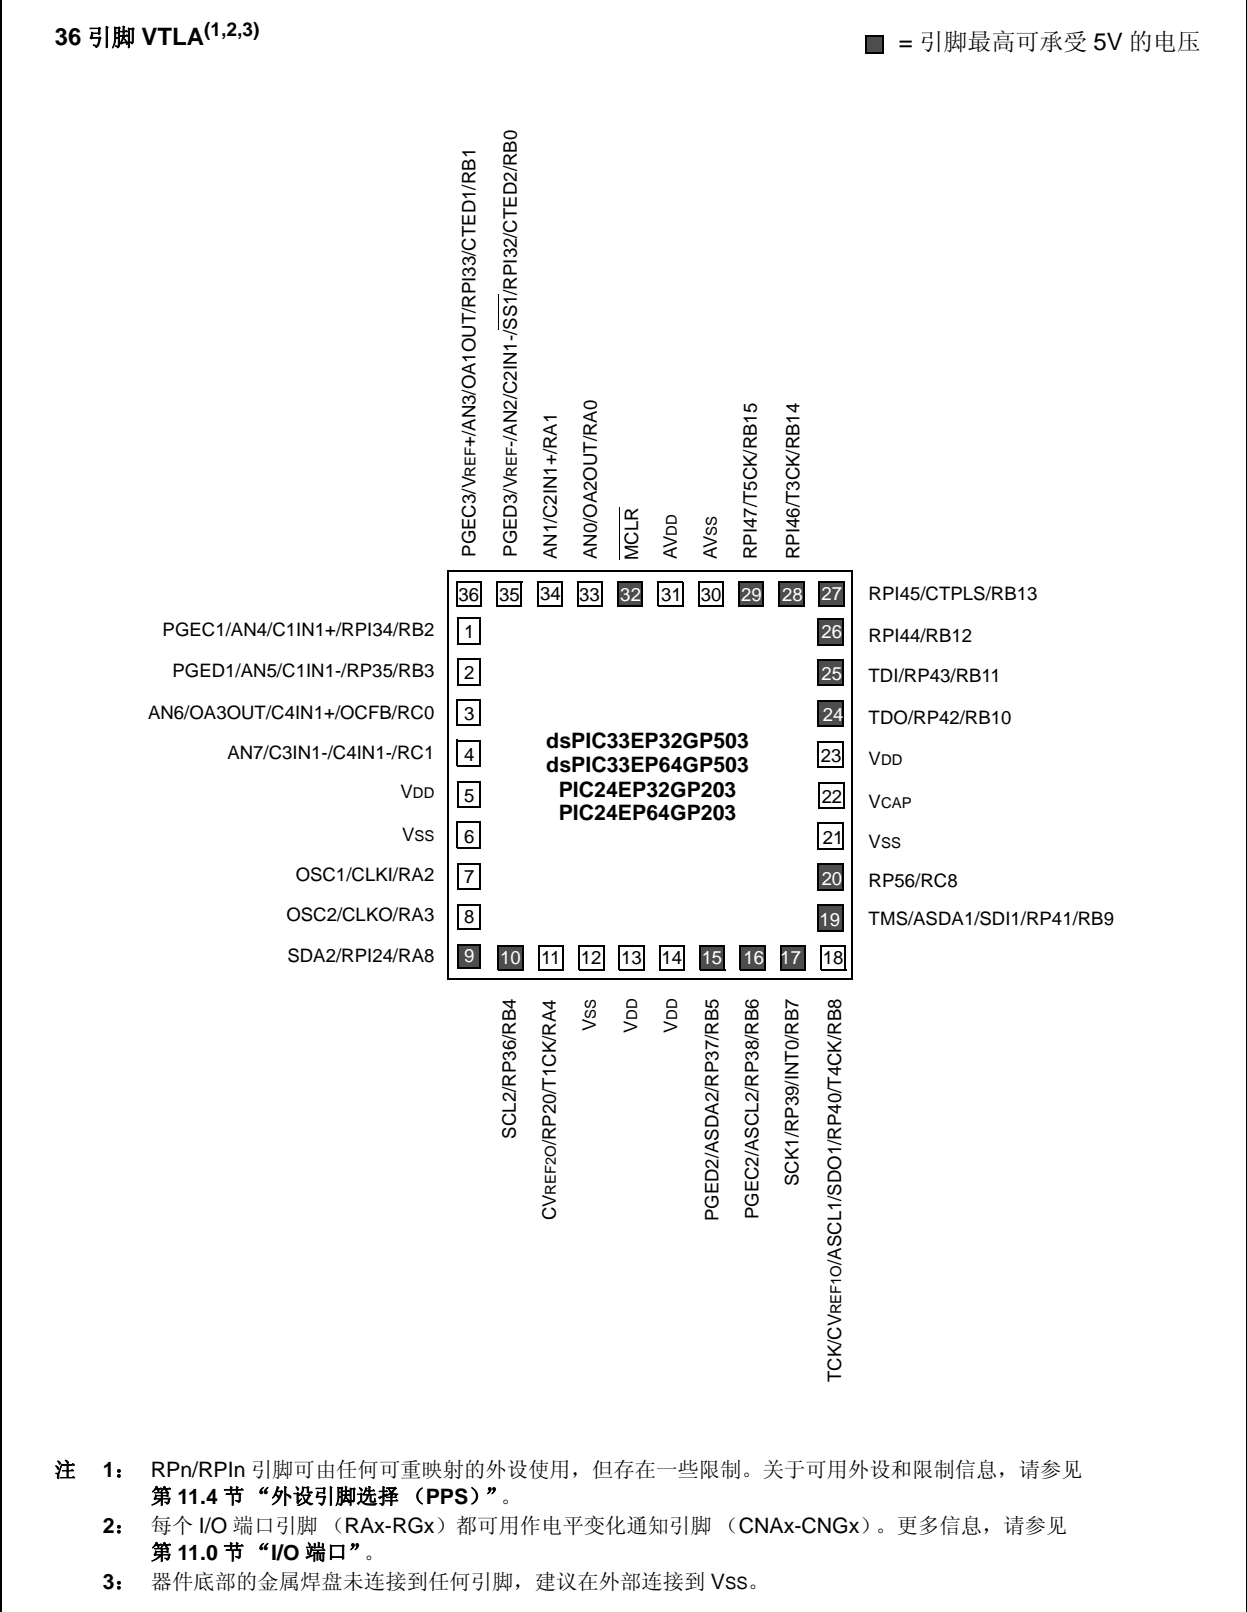 36 引脚 VTLA(1,2,3)
= 引脚最高可承受 5V 的电压
PGEC3/VREF+/AN3/OA1OUT/RPI33/CTED1/RB1
PGED3/VREF-/AN2/C2IN1-/SS1/RPI32/CTED2/RB0
AN1/C2IN1+/RA1
AN0/OA2OUT/RA0
MCLR
AVDD
AVSS
RPI47/T5CK/RB15
RPI46/T3CK/RB14
36 35 34 33 32 31 30 29 28 27 RPI45/CTPLS/RB13
PGEC1/AN4/C1IN1+/RPI34/RB2 1 26 RPI44/RB12
PGED1/AN5/C1IN1-/RP35/RB3 2 25 TDI/RP43/RB11
AN6/OA3OUT/C4IN1+/OCFB/RC0 3 24 TDO/RP42/RB10
AN7/C3IN1-/C4IN1-/RC1 4 23 VDD
dsPIC33EP32GP503
dsPIC33EP64GP503
PIC24EP32GP203
PIC24EP64GP203
VDD 5 22 VCAP
VSS 6 21 VSS
OSC1/CLKI/RA2 7 20 RP56/RC8
OSC2/CLKO/RA3 8 19 TMS/ASDA1/SDI1/RP41/RB9
SDA2/RPI24/RA8 9 10 11 12 13 14 15 16 17 18
SCL2/RP36/RB4
CVREF2O/RP20/T1CK/RA4
VSS
VDD
VDD
PGED2/ASDA2/RP37/RB5
PGEC2/ASCL2/RP38/RB6
SCK1/RP39/INT0/RB7
TCK/CVREF1O/ASCL1/SDO1/RP40/T4CK/RB8
注 1： RPn/RPIn 引脚可由任何可重映射的外设使用，但存在一些限制。关于可用外设和限制信息，请参见
第 11.4 节 “外设引脚选择 （PPS）”。
2： 每个 I/O 端口引脚 （RAx-RGx）都可用作电平变化通知引脚 （CNAx-CNGx）。更多信息，请参见
第 11.0 节 “I/O 端口”。
3： 器件底部的金属焊盘未连接到任何引脚，建议在外部连接到 VSS。